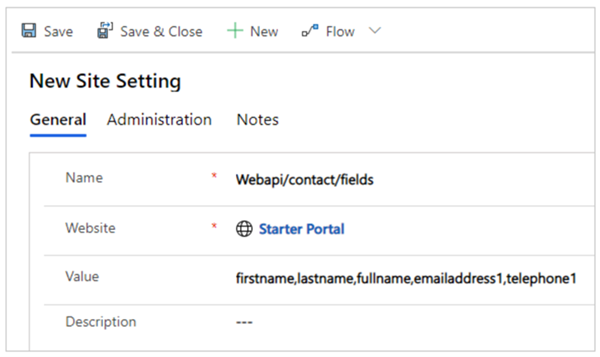 Save Save & Close New Flow
New Site Setting
General Administration Notes
Name * Webapi/contact/fields
Website * Starter Portal
Value firstname,lastname,fullname,emailaddress1,telephone1
Description ---